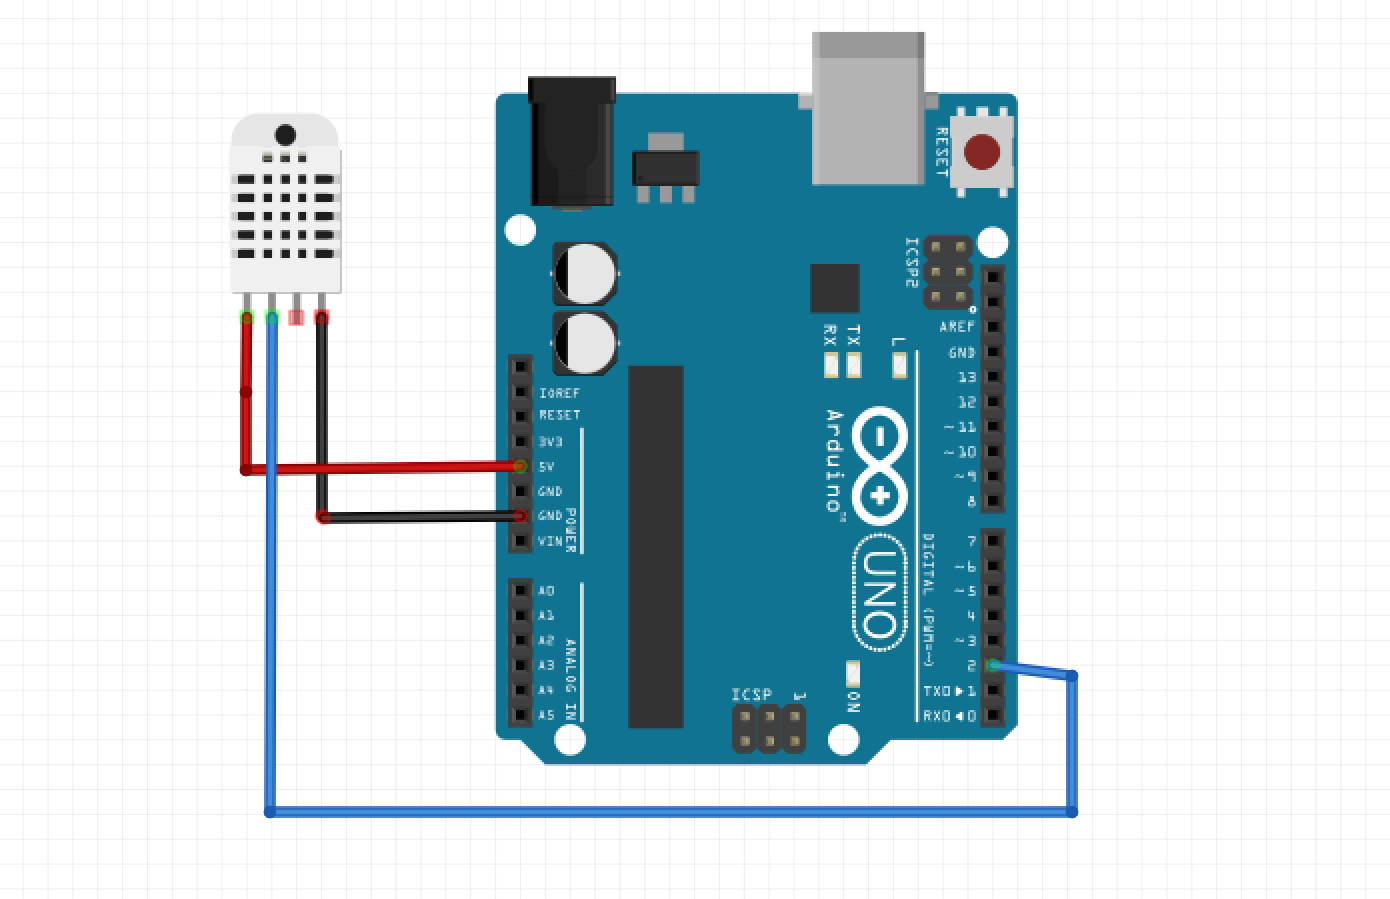 RESET
ICSP2
AREF
GND
RX
TX
L
13
12
~11
~10
~9
8
IOREF
RESET
3V3
5V
GND
GND
VIN
POWER
Arduino™
UNO
7
~6
~5
4
~3
2
TX0▶1
RX0◀0
DIGITAL (PWM=~)
A0
A1
A2
A3
A4
A5
ANALOG IN
ICSP
1
ON